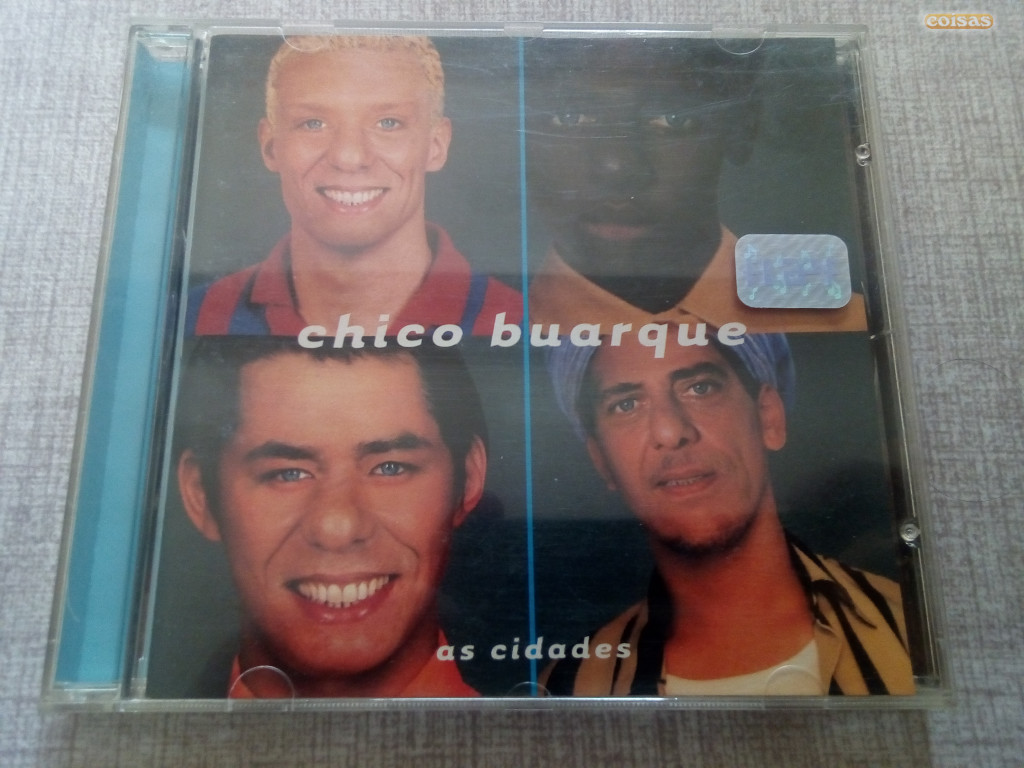 coisas
chico buarque
as cidades